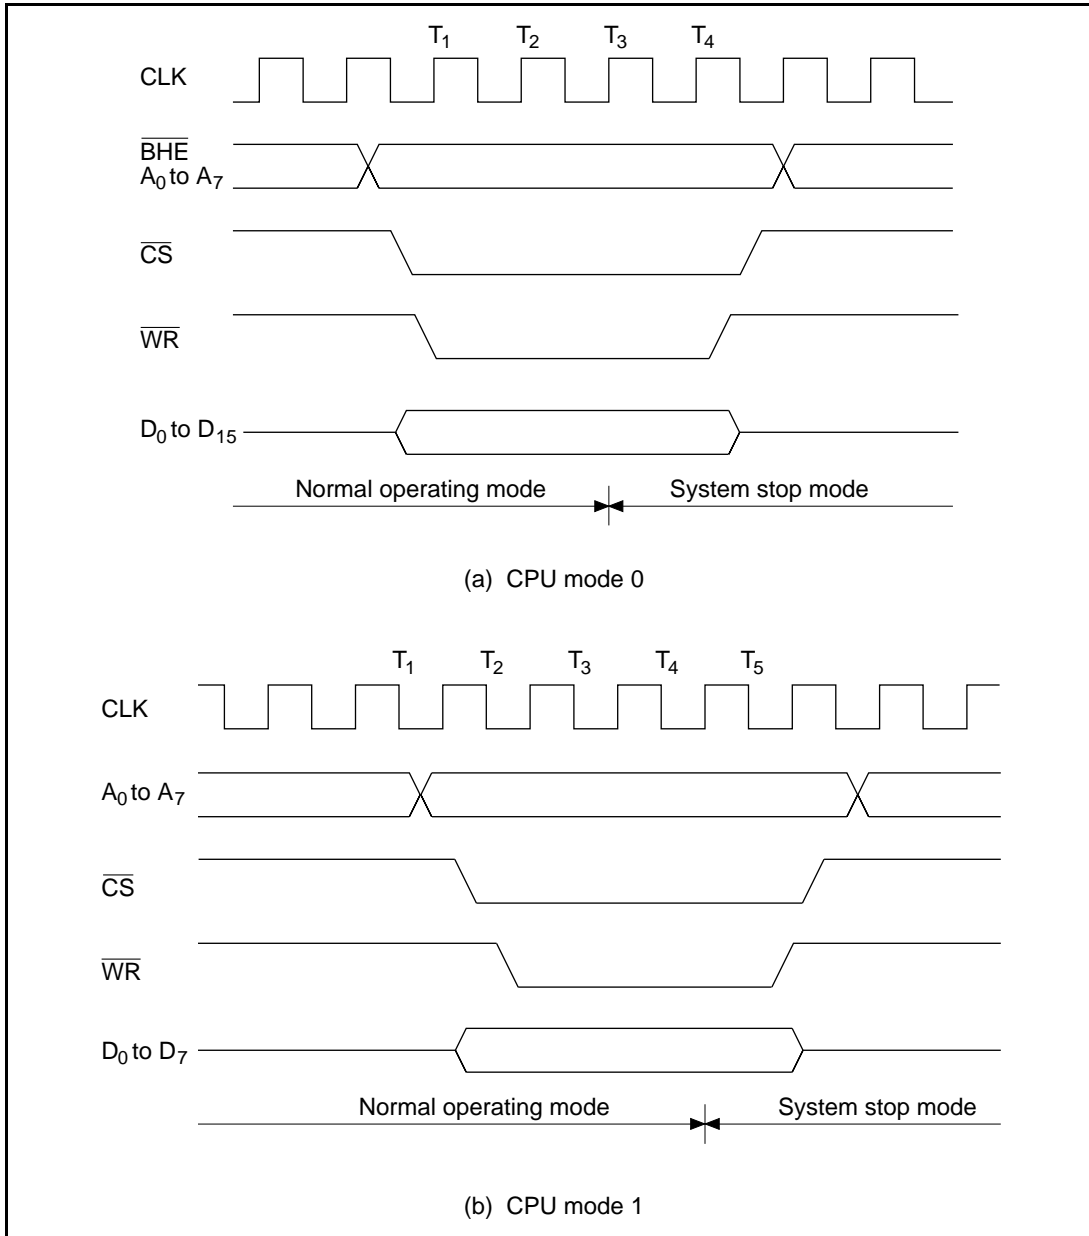 T1 T2 T3 T4
CLK
BHE
A0 to A7
CS
WR
D0 to D15
Normal operating mode System stop mode
(a) CPU mode 0
T1 T2 T3 T4 T5
CLK
A0 to A7
CS
WR
D0 to D7
Normal operating mode System stop mode
(b) CPU mode 1